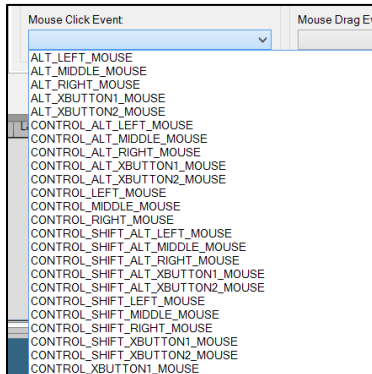 Mouse Click Event:
Mouse Drag Ev
ALT_LEFT_MOUSE
ALT_MIDDLE_MOUSE
ALT_RIGHT_MOUSE
ALT_XBUTTON1_MOUSE
ALT_XBUTTON2_MOUSE
CONTROL_ALT_LEFT_MOUSE
CONTROL_ALT_MIDDLE_MOUSE
CONTROL_ALT_RIGHT_MOUSE
CONTROL_ALT_XBUTTON1_MOUSE
CONTROL_ALT_XBUTTON2_MOUSE
CONTROL_LEFT_MOUSE
CONTROL_MIDDLE_MOUSE
CONTROL_RIGHT_MOUSE
CONTROL_SHIFT_ALT_LEFT_MOUSE
CONTROL_SHIFT_ALT_MIDDLE_MOUSE
CONTROL_SHIFT_ALT_RIGHT_MOUSE
CONTROL_SHIFT_ALT_XBUTTON1_MOUSE
CONTROL_SHIFT_ALT_XBUTTON2_MOUSE
CONTROL_SHIFT_LEFT_MOUSE
CONTROL_SHIFT_MIDDLE_MOUSE
CONTROL_SHIFT_RIGHT_MOUSE
CONTROL_SHIFT_XBUTTON1_MOUSE
CONTROL_SHIFT_XBUTTON2_MOUSE
CONTROL_XBUTTON1_MOUSE